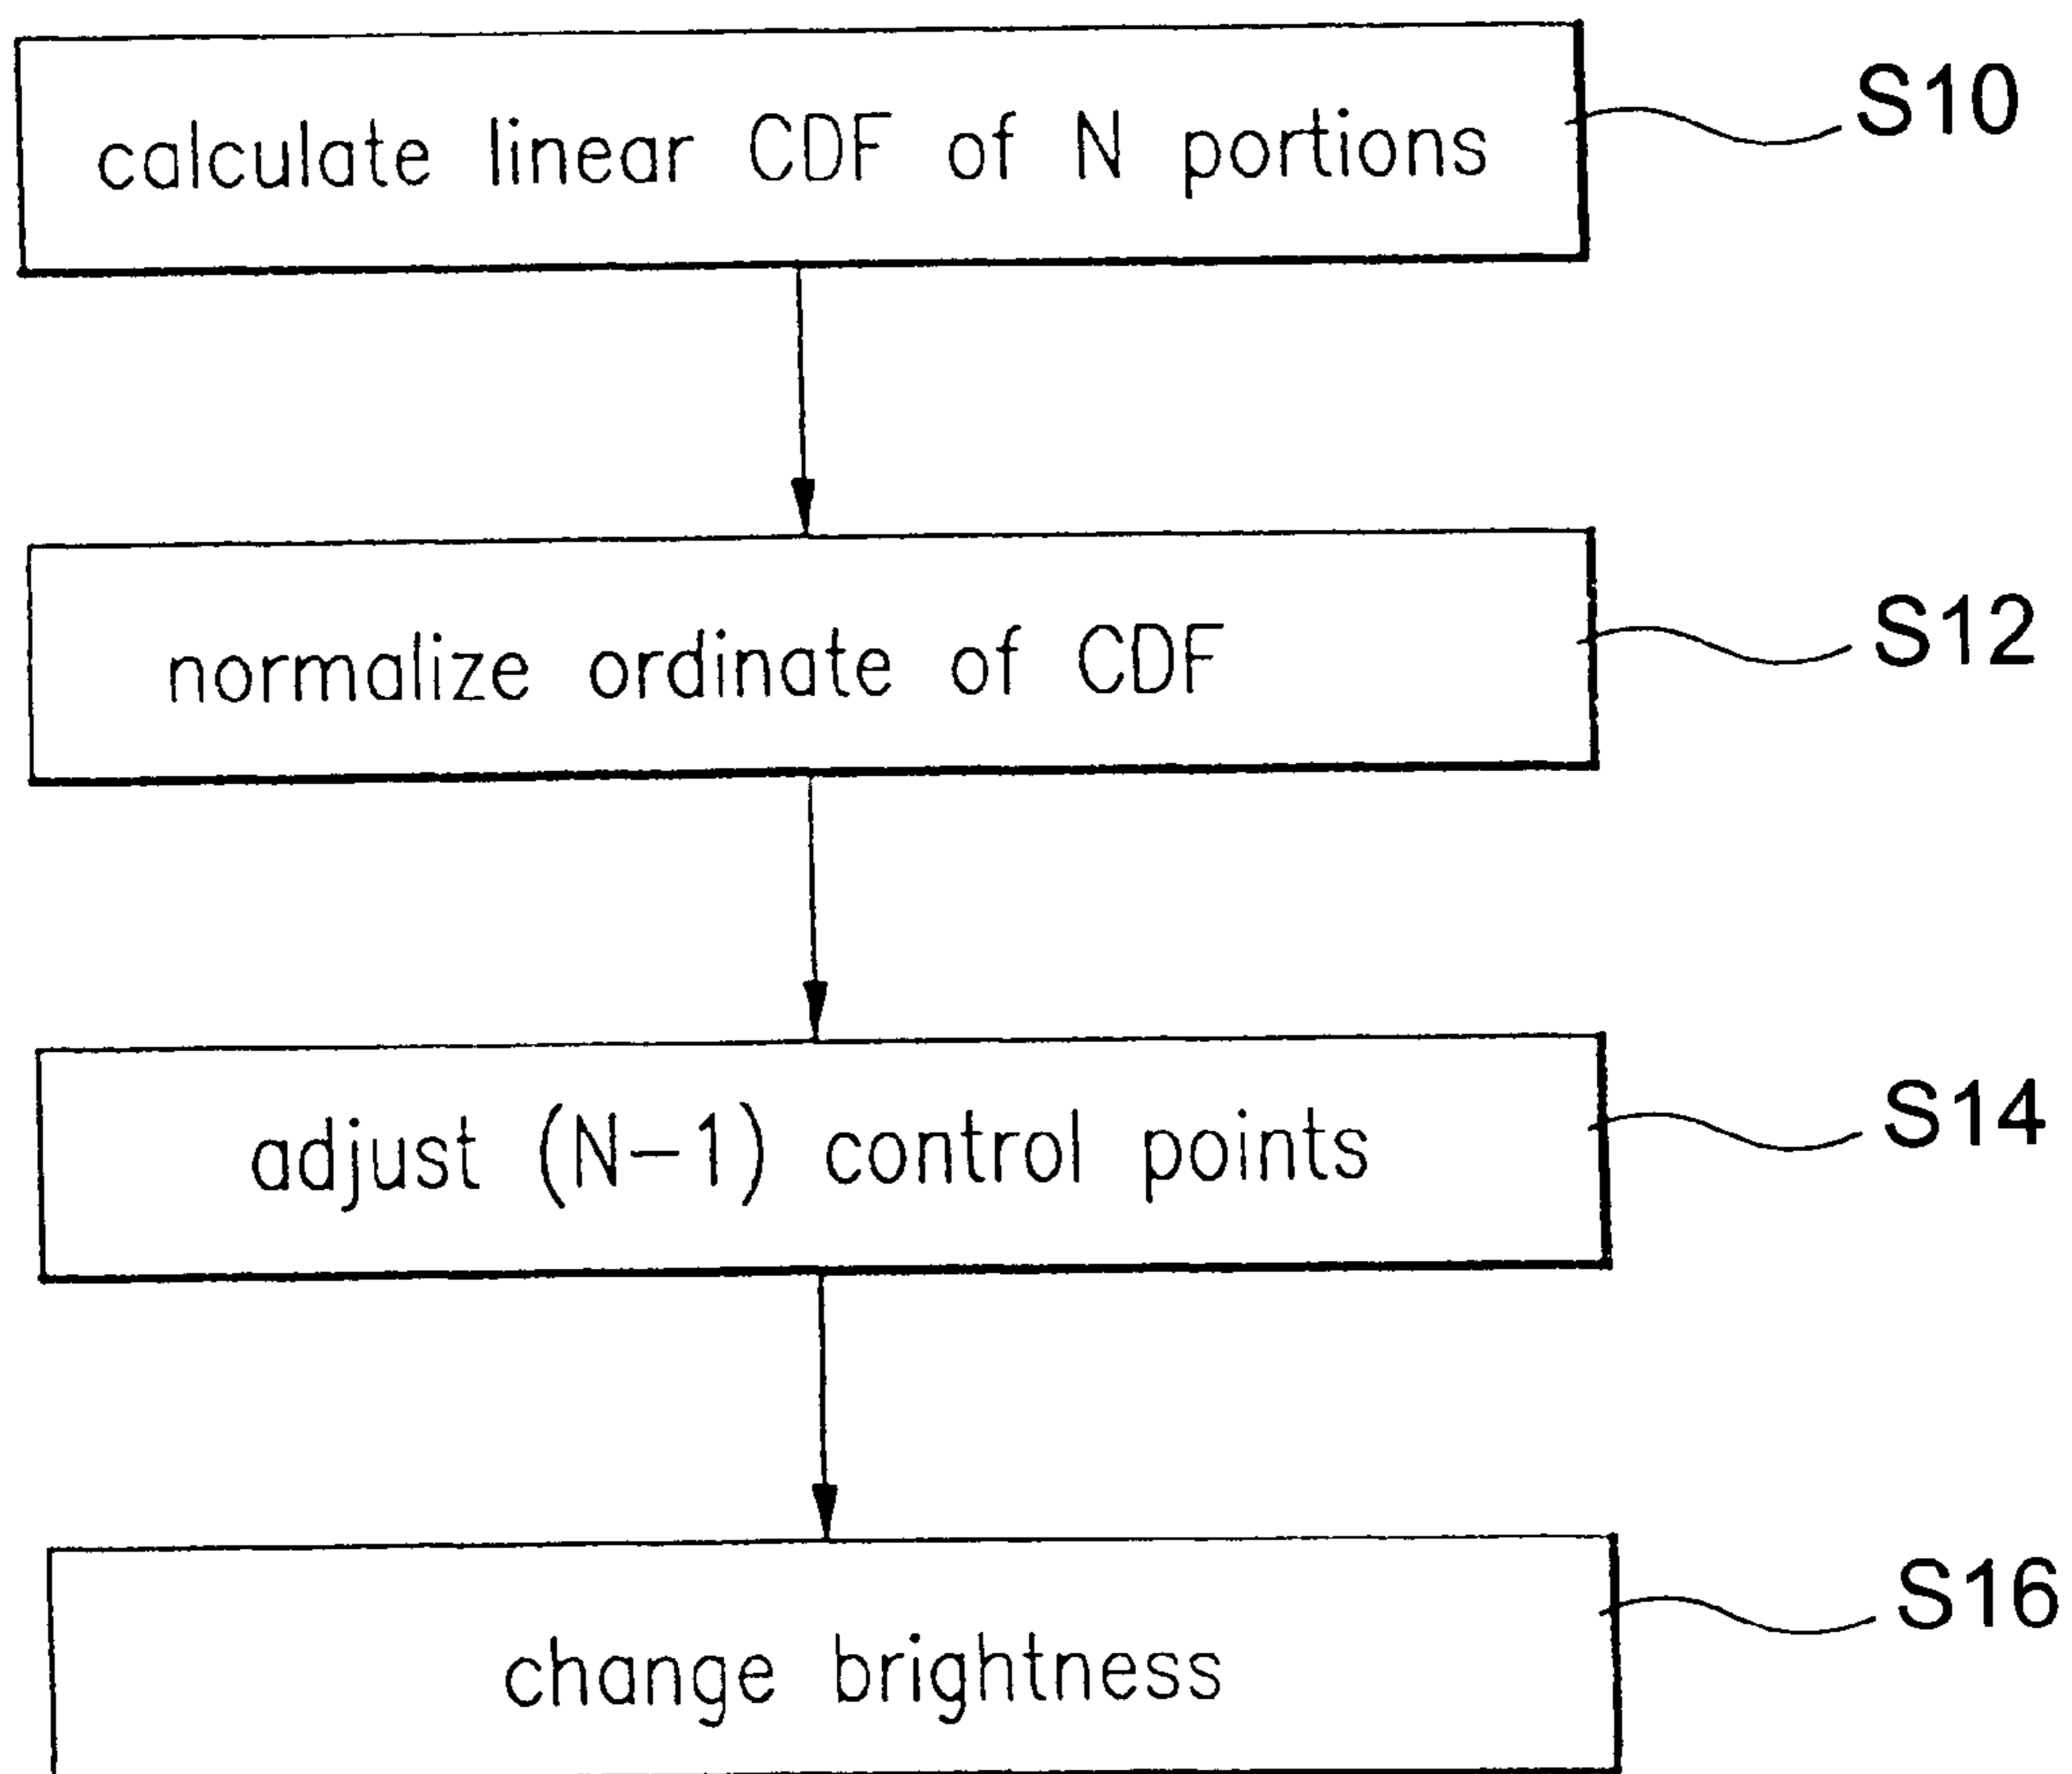 calculate linear CDF of N portions
S10
normalize ordinate of CDF
S12
adjust (N-1) control points
S14
change brightness
S16